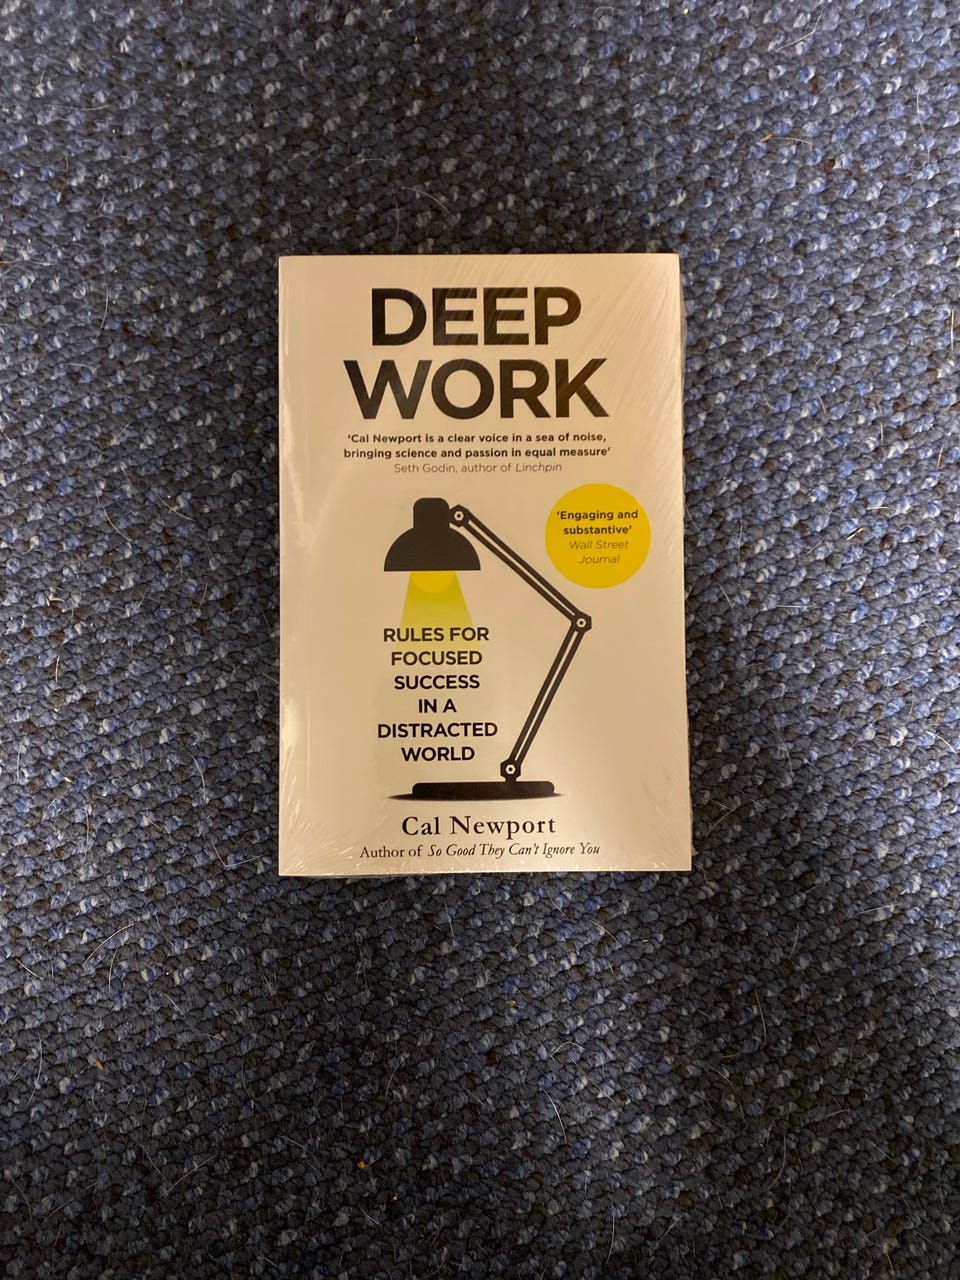 DEEP
WORK
‘Cal Newport is a clear voice in a sea of noise,
bringing science and passion in equal measure’
Seth Godin, author of Linchpin
‘Engaging and
substantive’
Wall Street
Journal
RULES FOR
FOCUSED
SUCCESS
IN A
DISTRACTED
WORLD
Cal Newport
Author of So Good They Can’t Ignore You